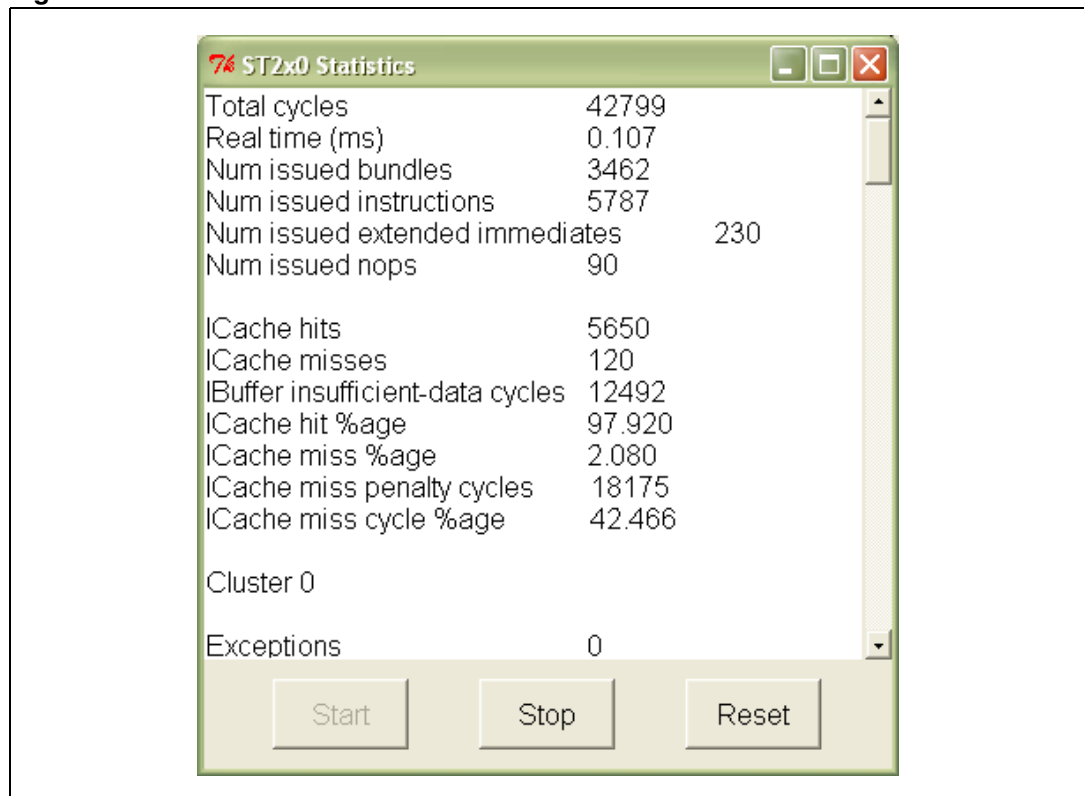 ST2x0 Statistics
Total cycles 42799
Real time (ms) 0.107
Num issued bundles 3462
Num issued instructions 5787
Num issued extended immediates 230
Num issued nops 90
ICache hits 5650
ICache misses 120
IBuffer insufficient-data cycles 12492
ICache hit %age 97.920
ICache miss %age 2.080
ICache miss penalty cycles 18175
ICache miss cycle %age 42.466
Cluster 0
Exceptions 0
Start Stop Reset